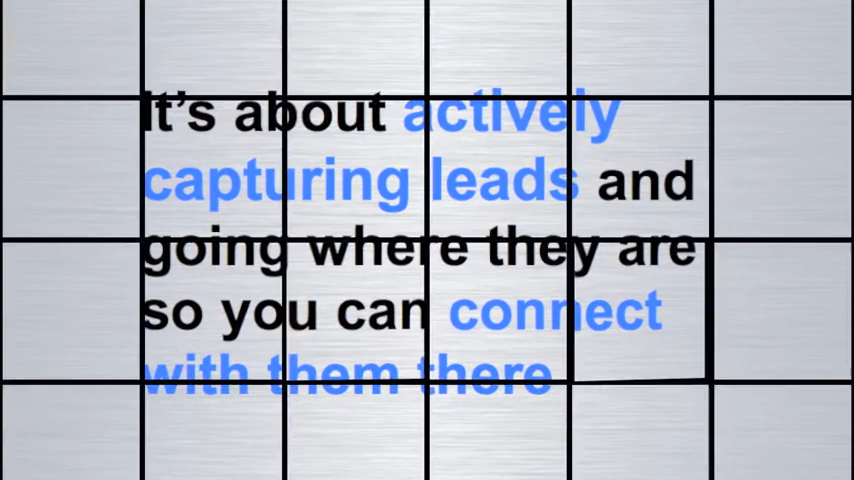 It’s about actively
capturing leads and
going where they are
so you can connect
with them there